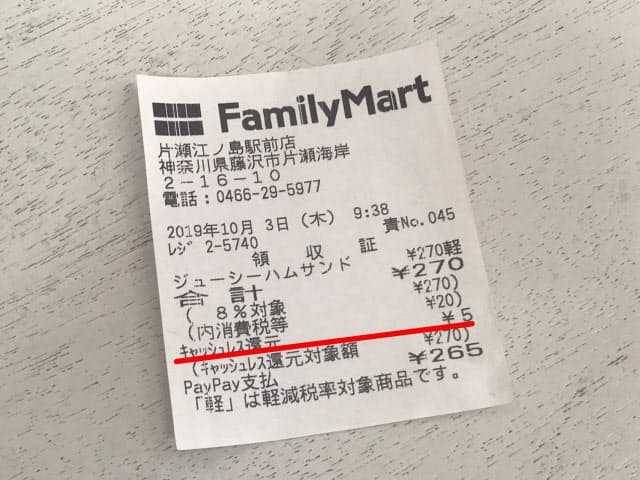 FamilyMart
片瀬江ノ島駅前店
神奈川県藤沢市片瀬海岸
2-16-10
電話:0466-29-5977
2019年10月 3日(木) 9:38
レジ 2-5740 責No.045
領 収 証
ジューシーハムサンド ¥270軽
合 計 ¥270
( 8%対象 ¥270)
(内消費税等 ¥20)
キャッシュレス還元 ¥5
(キャッシュレス還元対象額 ¥270)
PayPay支払 ¥265
「軽」は軽減税率対象商品です。